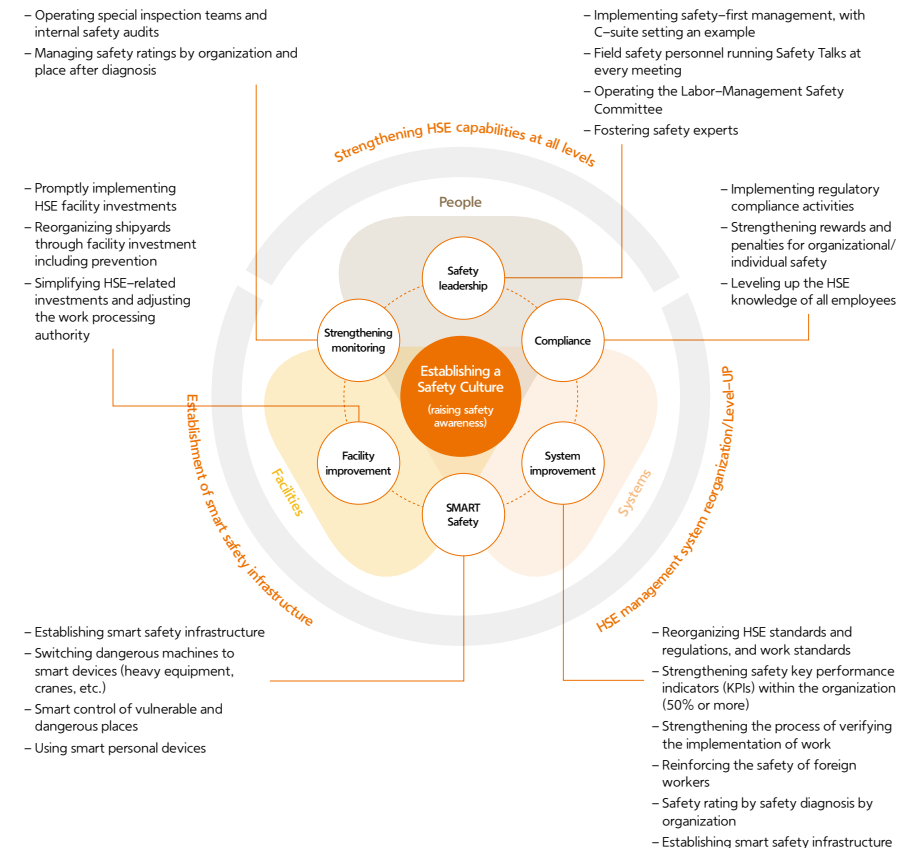 – Operating special inspection teams and
internal safety audits
– Managing safety ratings by organization and
place after diagnosis
– Implementing safety–first management, with
C–suite setting an example
– Field safety personnel running Safety Talks at
every meeting
– Operating the Labor–Management Safety
Committee
– Fostering safety experts
Strengthening HSE capabilities at all levels
– Promptly implementing
HSE facility investments
– Reorganizing shipyards
through facility investment
including prevention
– Simplifying HSE–related
investments and adjusting
the work processing
authority
– Implementing regulatory
compliance activities
– Strengthening rewards and
penalties for organizational/
individual safety
– Leveling up the HSE
knowledge of all employees
People
Safety
leadership
Strengthening
monitoring
Compliance
Establishing a
Safety Culture
(raising safety
awareness)
Facility
improvement
System
improvement
SMART
Safety
Facilities
Systems
Establishment of smart safety infrastructure
HSE management system reorganization/Level–UP
– Establishing smart safety infrastructure
– Switching dangerous machines to
smart devices (heavy equipment,
cranes, etc.)
– Smart control of vulnerable and
dangerous places
– Using smart personal devices
– Reorganizing HSE standards and
regulations, and work standards
– Strengthening safety key performance
indicators (KPIs) within the organization
(50% or more)
– Strengthening the process of verifying
the implementation of work
– Reinforcing the safety of foreign
workers
– Safety rating by safety diagnosis by
organization
– Establishing smart safety infrastructure